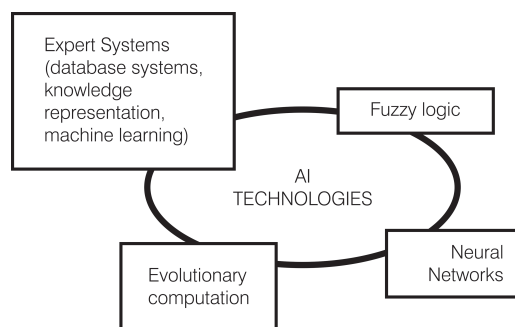 Expert Systems
(database systems,
knowledge
representation,
machine learning)
Fuzzy logic
AI
TECHNOLOGIES
Neural
Networks
Evolutionary
computation